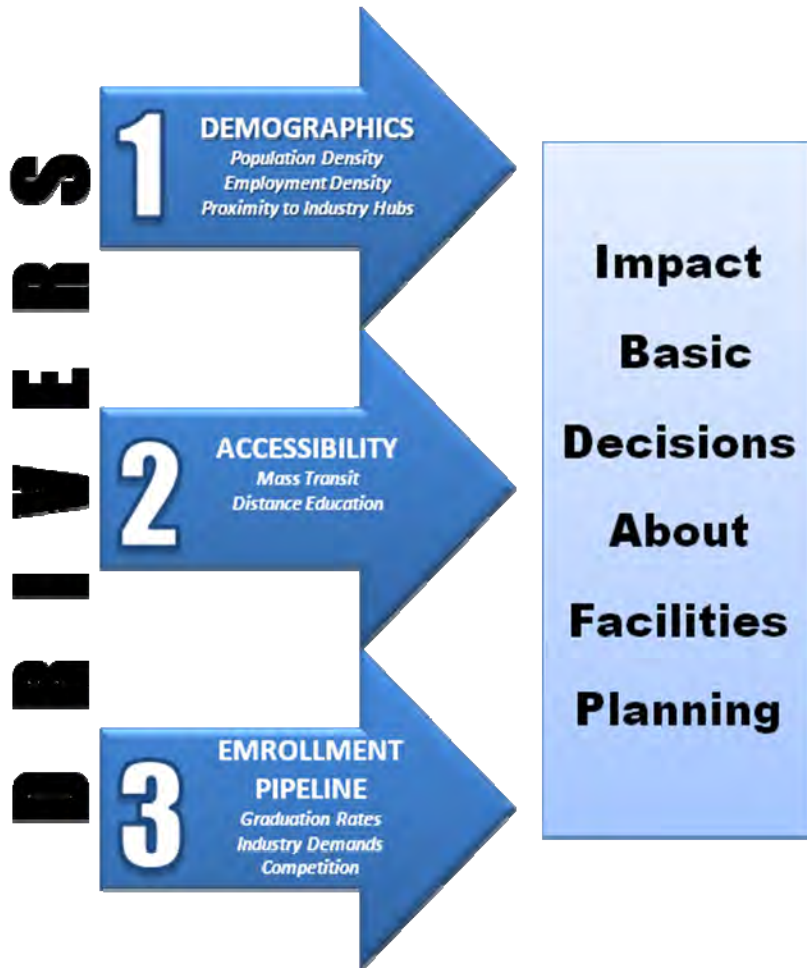 DRIVERS
1
DEMOGRAPHICS
Population Density
Employment Density
Proximity to Industry Hubs
2
ACCESSIBILITY
Mass Transit
Distance Education
3
EMROLLMENT
PIPELINE
Graduation Rates
Industry Demands
Competition
Impact
Basic
Decisions
About
Facilities
Planning